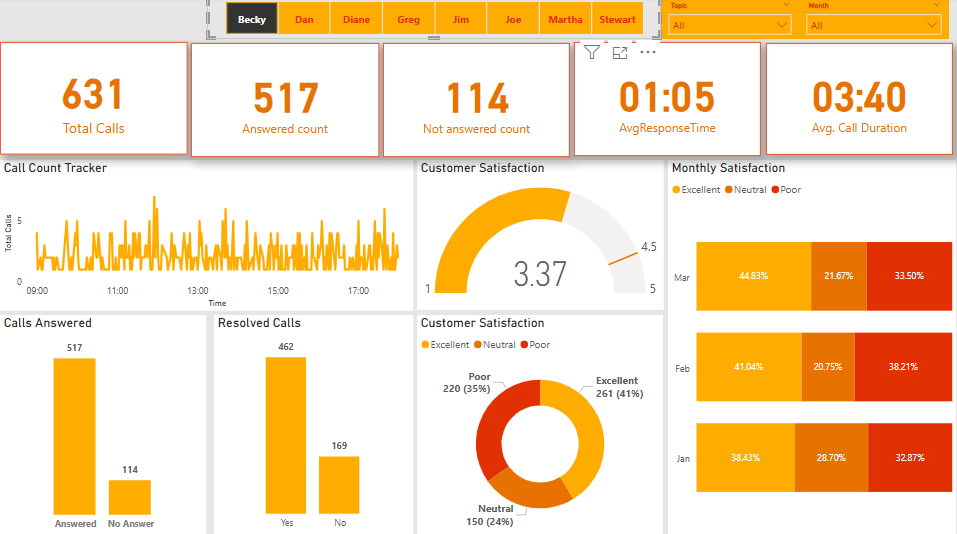 Becky Dan Diane Greg Jim Joe Martha Stewart
Topic Month
All All
631 517 114 01:05 03:40
Total Calls Answered count Not answered count AvgResponseTime Avg. Call Duration
Call Count Tracker
Total Calls
5
0
09:00 11:00 13:00 15:00 17:00
Time
Customer Satisfaction
3.37
4.5
1 5
Monthly Satisfaction
Excellent Neutral Poor
Mar 44.83% 21.67% 33.50%
Feb 41.04% 20.75% 38.21%
Jan 38.43% 28.70% 32.87%
Calls Answered
517
114
Answered No Answer
Resolved Calls
462
169
Yes No
Customer Satisfaction
Excellent Neutral Poor
Poor
220 (35%)
Excellent
261 (41%)
Neutral
150 (24%)